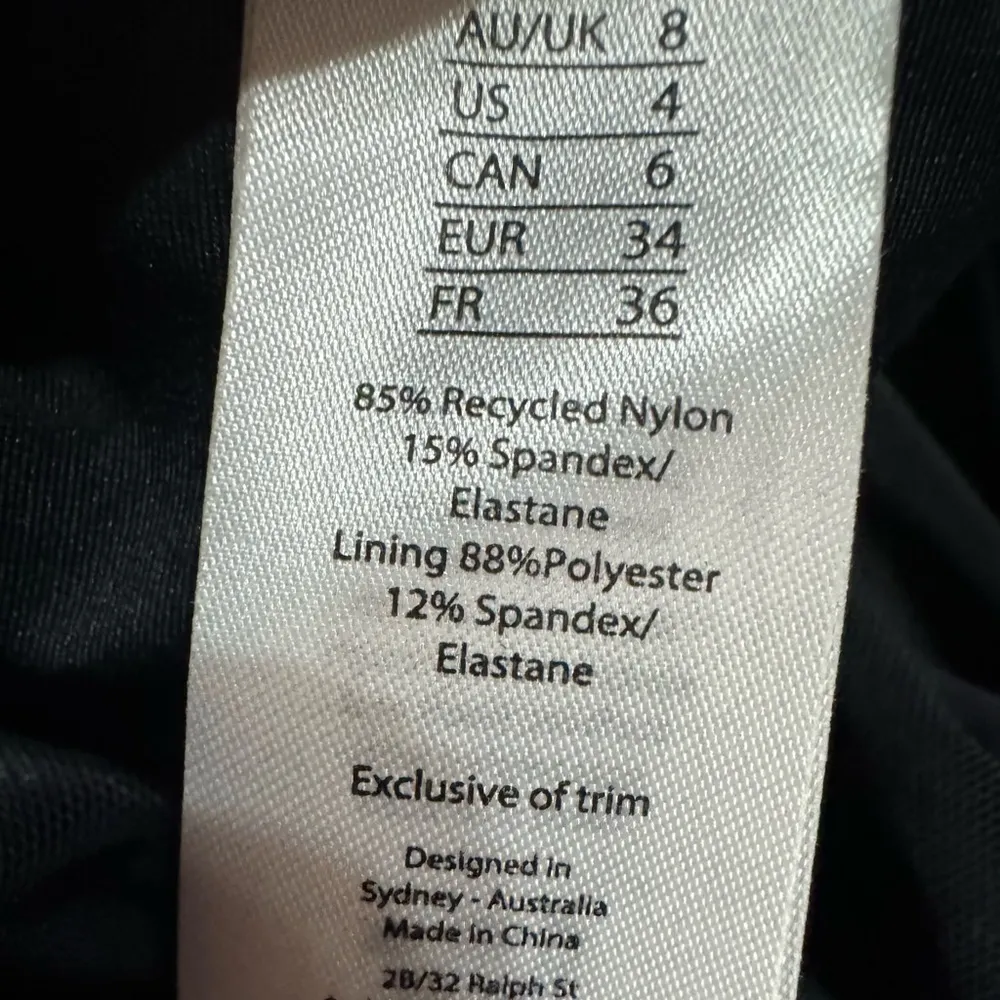 AU/UK 8
US 4
CAN 6
EUR 34
FR 36
85% Recycled Nylon
15% Spandex/
Elastane
Lining 88%Polyester
12% Spandex/
Elastane
Exclusive of trim
Designed in
Sydney - Australia
Made in China
2B/32 Ralph St